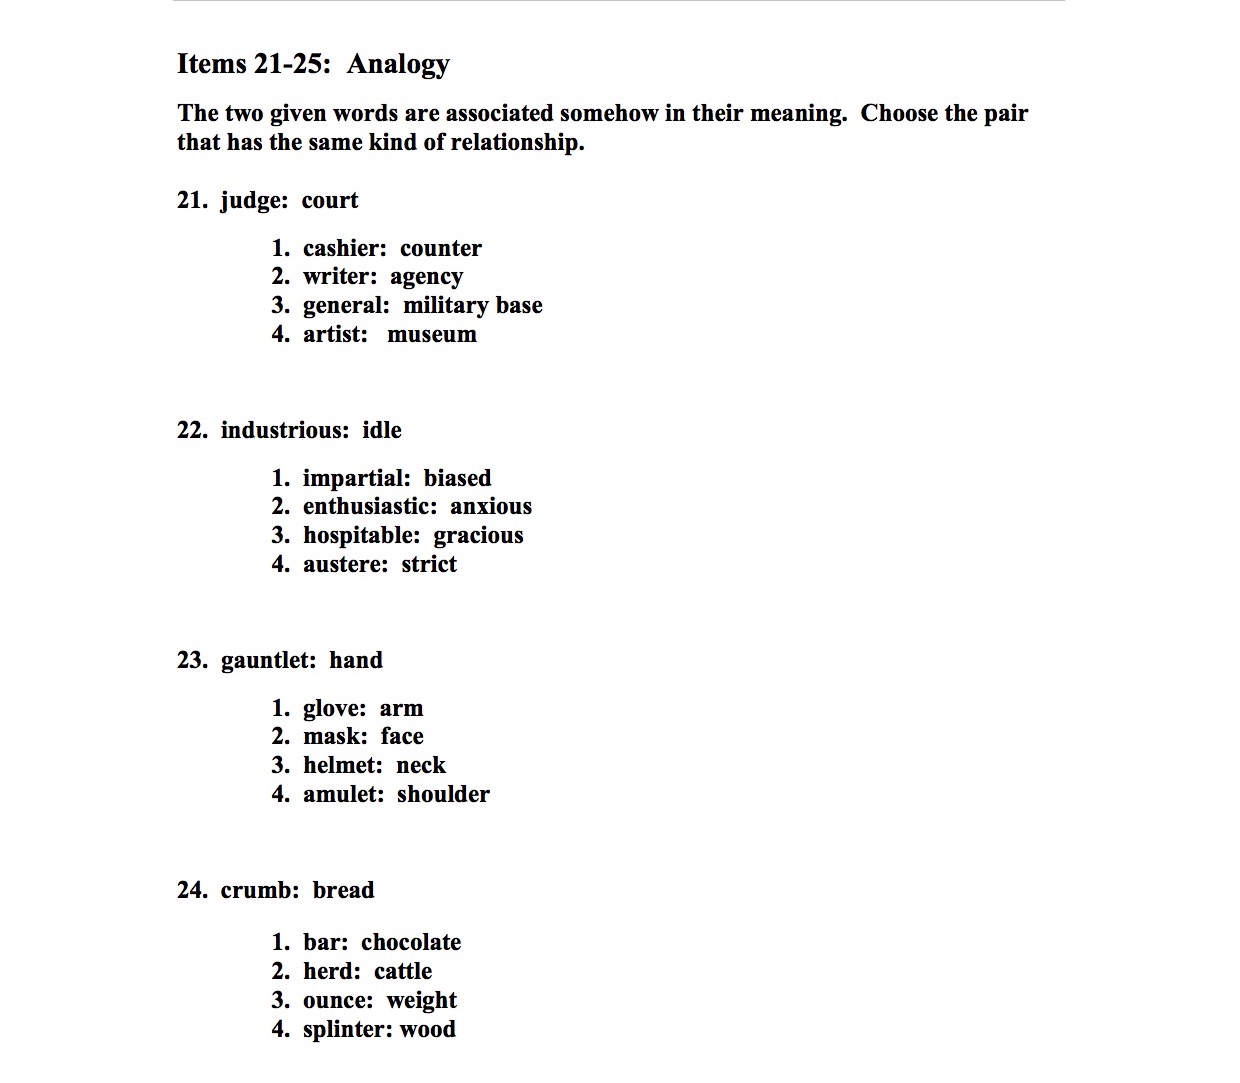 Items 21-25: Analogy
The two given words are associated somehow in their meaning. Choose the pair
that has the same kind of relationship.
21. judge: court
1. cashier: counter
2. writer: agency
3. general: military base
4. artist: museum
22. industrious: idle
1. impartial: biased
2. enthusiastic: anxious
3. hospitable: gracious
4. austere: strict
23. gauntlet: hand
1. glove: arm
2. mask: face
3. helmet: neck
4. amulet: shoulder
24. crumb: bread
1. bar: chocolate
2. herd: cattle
3. ounce: weight
4. splinter: wood